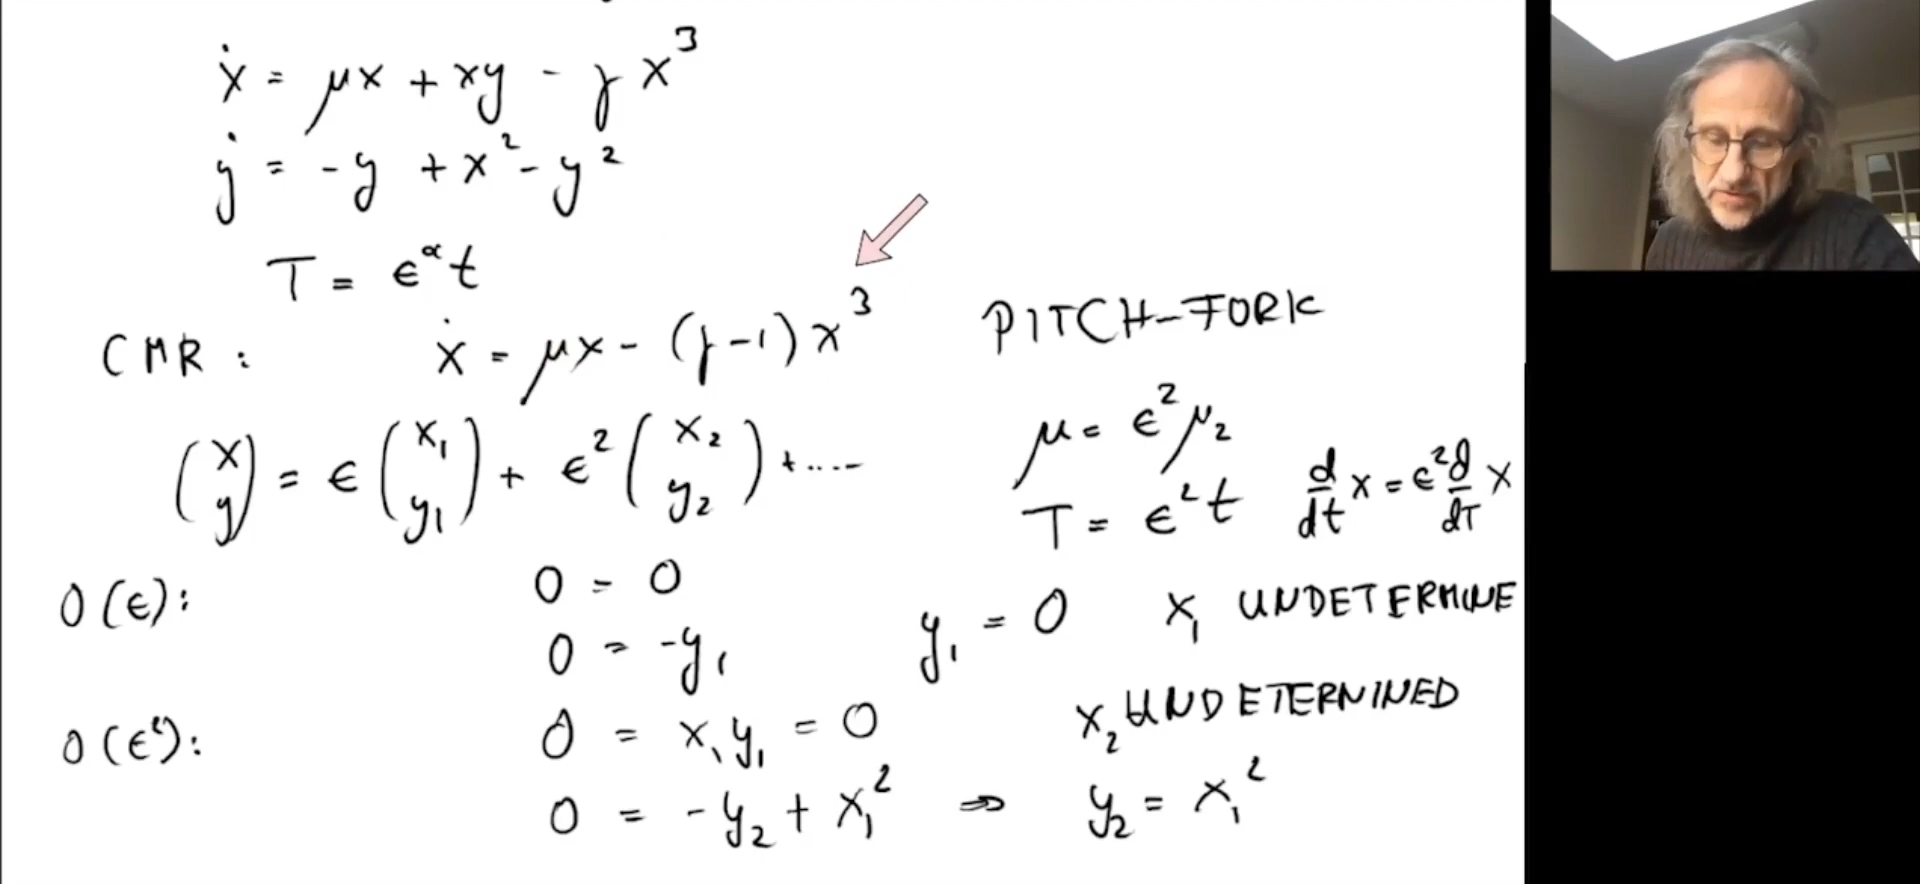 ẋ = μx + xy - γx³
ẏ = -y + x² - y²
T = ϵ^α t
CMR : ẋ = μx - (γ-1)x³ PITCH-FORK
(x y) = ϵ (x₁ y₁) + ϵ² (x₂ y₂) + .... μ = ϵ²μ₂
T = ϵ²t d/dt x = ϵ² d/dT x
O(ϵ): 0 = 0
0 = -y₁ y₁ = 0 x₁ UNDETERMINE
O(ϵ²): 0 = x₁y₁ = 0 x₂ UNDETERMINED
0 = -y₂ + x₁² ⇒ y₂ = x₁²